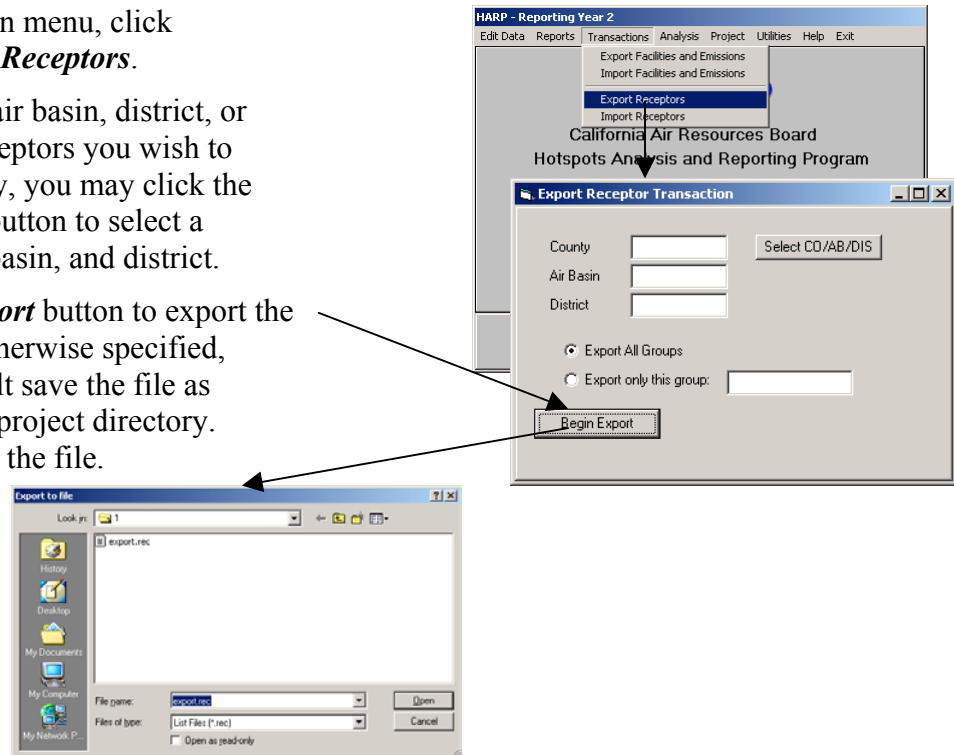 n menu, click
Receptors.
air basin, district, or
eptors you wish to
y, you may click the
utton to select a
asin, and district.
ort button to export the
herwise specified,
lt save the file as
project directory.
the file.
HARP - Reporting Year 2
Edit Data Reports Transactions Analysis Project Utilities Help Exit
Export Facilities and Emissions
Import Facilities and Emissions
Export Receptors
Import Receptors
California Air Resources Board
Hotspots Analysis and Reporting Program
Export Receptor Transaction
County Select CO/AB/DIS
Air Basin
District
Export All Groups
Export only this group:
Begin Export
Export to file
Look in: 1
export.rec
History
Desktop
My Documents
My Computer
My Network P...
File name: export.rec Open
Files of type: List Files (*.rec) Cancel
Open as read-only